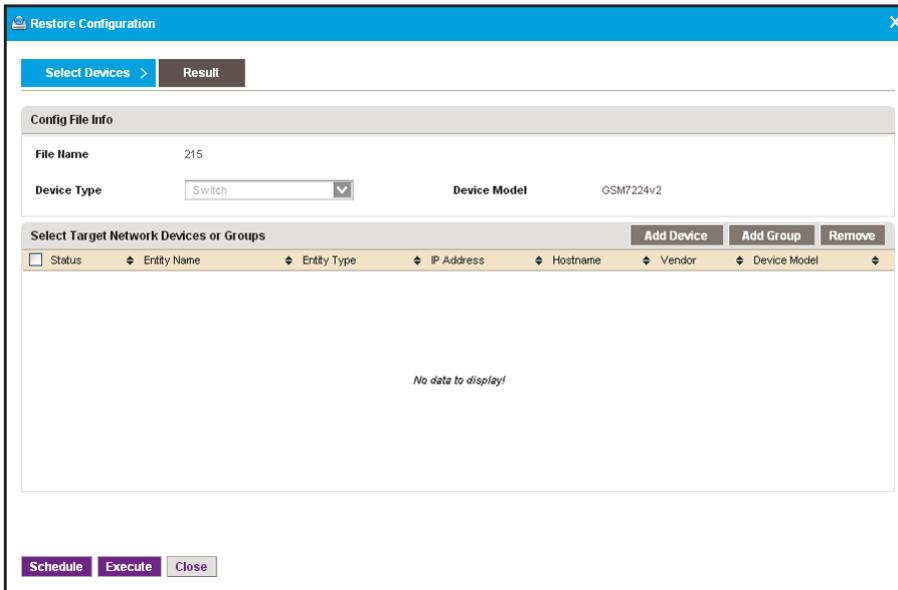 Restore Configuration X
Select Devices > Result
Config File Info
File Name 215
Device Type Switch Device Model GSM7224v2
Select Target Network Devices or Groups Add Device Add Group Remove
Status Entity Name Entity Type IP Address Hostname Vendor Device Model
No data to display!
Schedule Execute Close